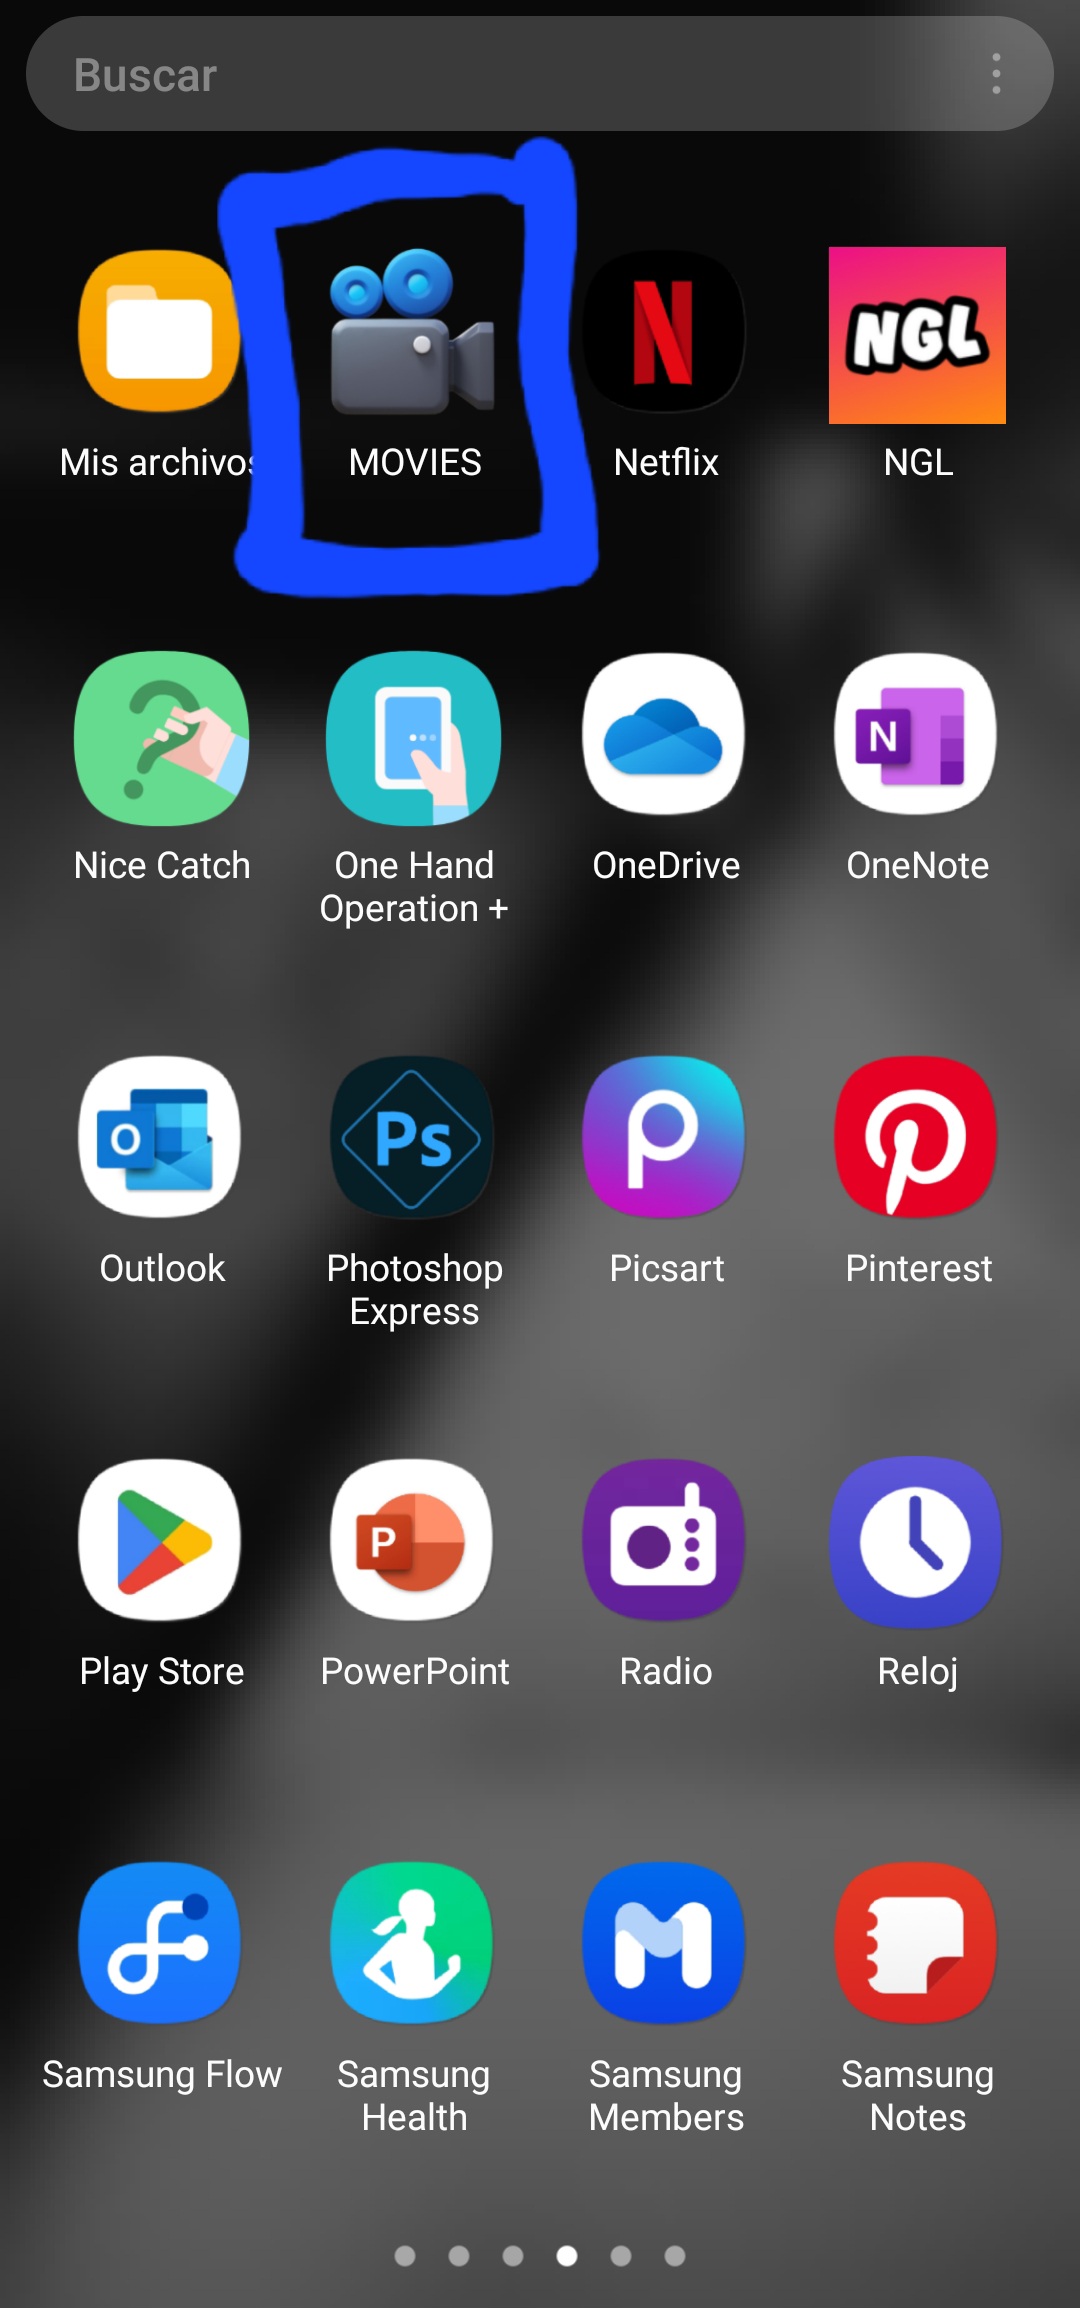 Buscar
Mis archivos
MOVIES
Netflix
NGL
NGL
N
Nice Catch
One Hand
Operation +
OneDrive
OneNote
O
Ps
Outlook
Photoshop
Express
Picsart
Pinterest
P
Play Store
PowerPoint
Radio
Reloj
Samsung Flow
Samsung
Health
Samsung
Members
Samsung
Notes